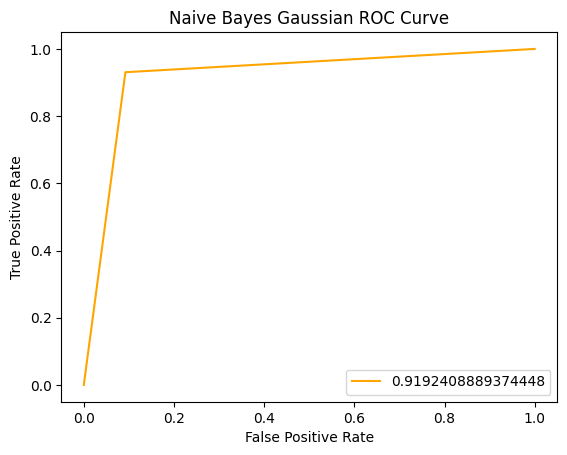 Naive Bayes Gaussian ROC Curve
1.0
0.8
0.6
0.4
0.2
0.0
True Positive Rate
0.9192408889374448
0.0 0.2 0.4 0.6 0.8 1.0
False Positive Rate